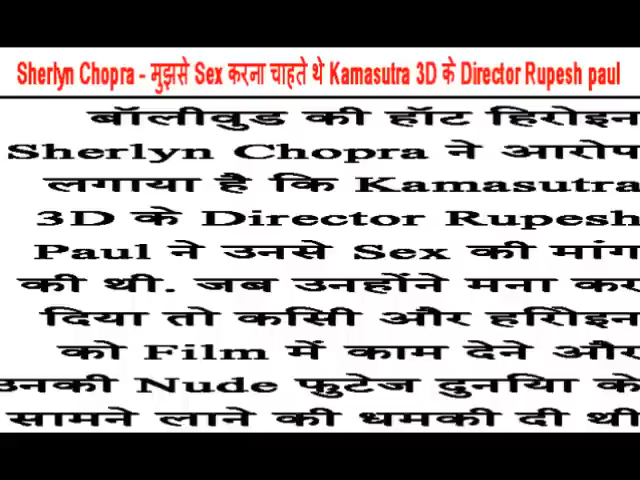 Sherlyn Chopra - मुझसे Sex करना चाहते थे Kamasutra 3D के Director Rupesh paul
बॉलीवुड की हॉट हिरोइन
Sherlyn Chopra ने आरोप
लगाया है कि Kamasutra
3D के Director Rupesh
Paul ने उनसे Sex की मांग
की थी. जब उनहोंने मना कर
दिया तो किसी और हीरोइन
को Film में काम देने और
उनकी Nude फुटेज दुनिया के
सामने लाने की धमकी दी थी